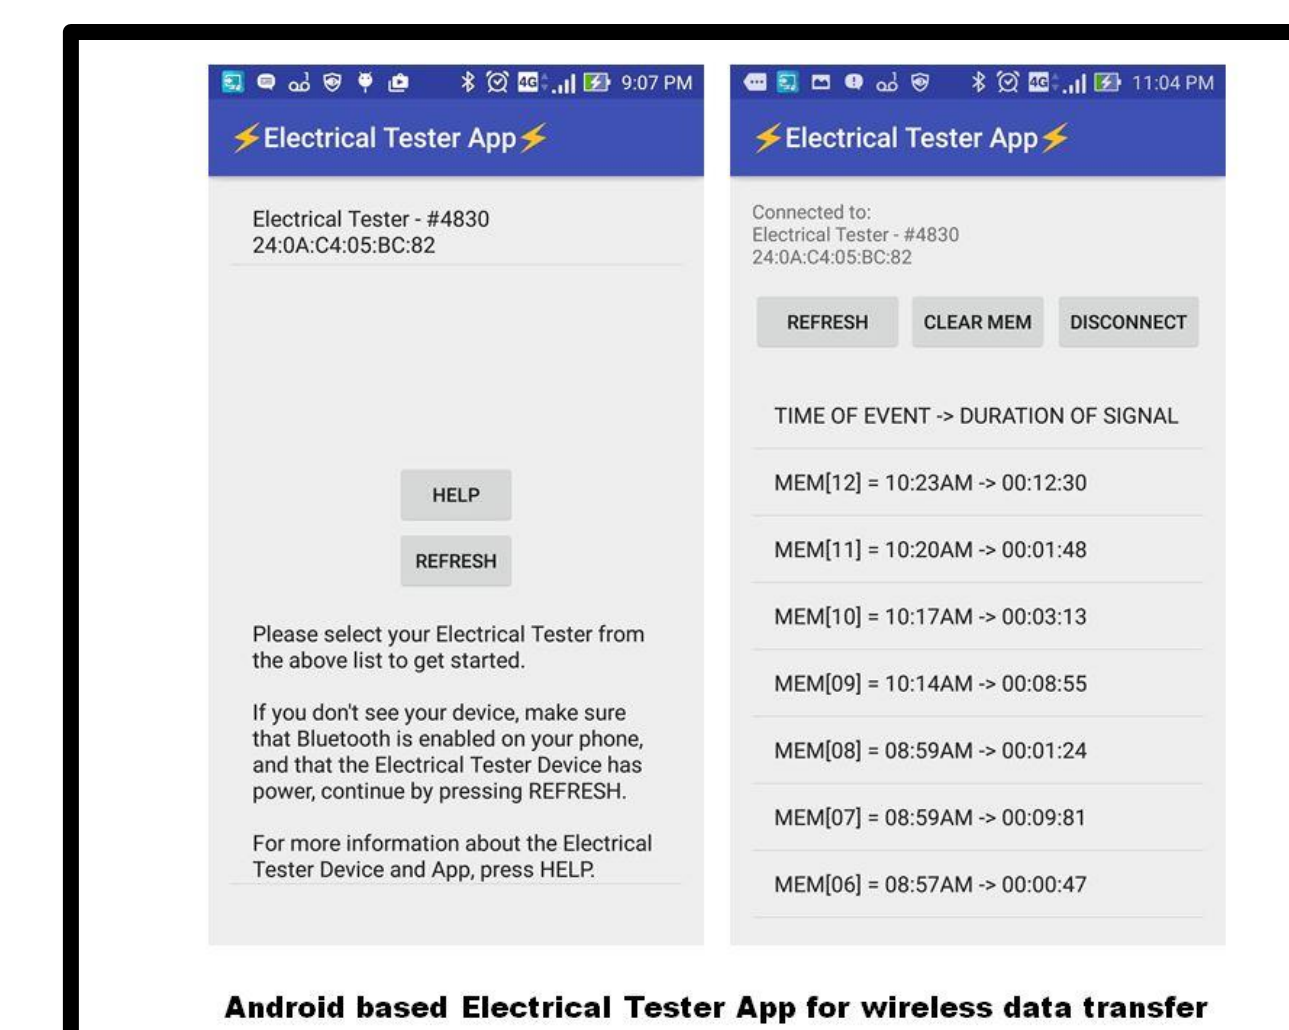 9:07 PM
⚡Electrical Tester App⚡
Electrical Tester - #4830
24:0A:C4:05:BC:82
HELP
REFRESH
Please select your Electrical Tester from
the above list to get started.
If you don't see your device, make sure
that Bluetooth is enabled on your phone,
and that the Electrical Tester Device has
power, continue by pressing REFRESH.
For more information about the Electrical
Tester Device and App, press HELP.
4G 11:04 PM
⚡Electrical Tester App⚡
Connected to:
Electrical Tester - #4830
24:0A:C4:05:BC:82
REFRESH CLEAR MEM DISCONNECT
TIME OF EVENT -> DURATION OF SIGNAL
MEM[12] = 10:23AM -> 00:12:30
MEM[11] = 10:20AM -> 00:01:48
MEM[10] = 10:17AM -> 00:03:13
MEM[09] = 10:14AM -> 00:08:55
MEM[08] = 08:59AM -> 00:01:24
MEM[07] = 08:59AM -> 00:09:81
MEM[06] = 08:57AM -> 00:00:47
Android based Electrical Tester App for wireless data transfer